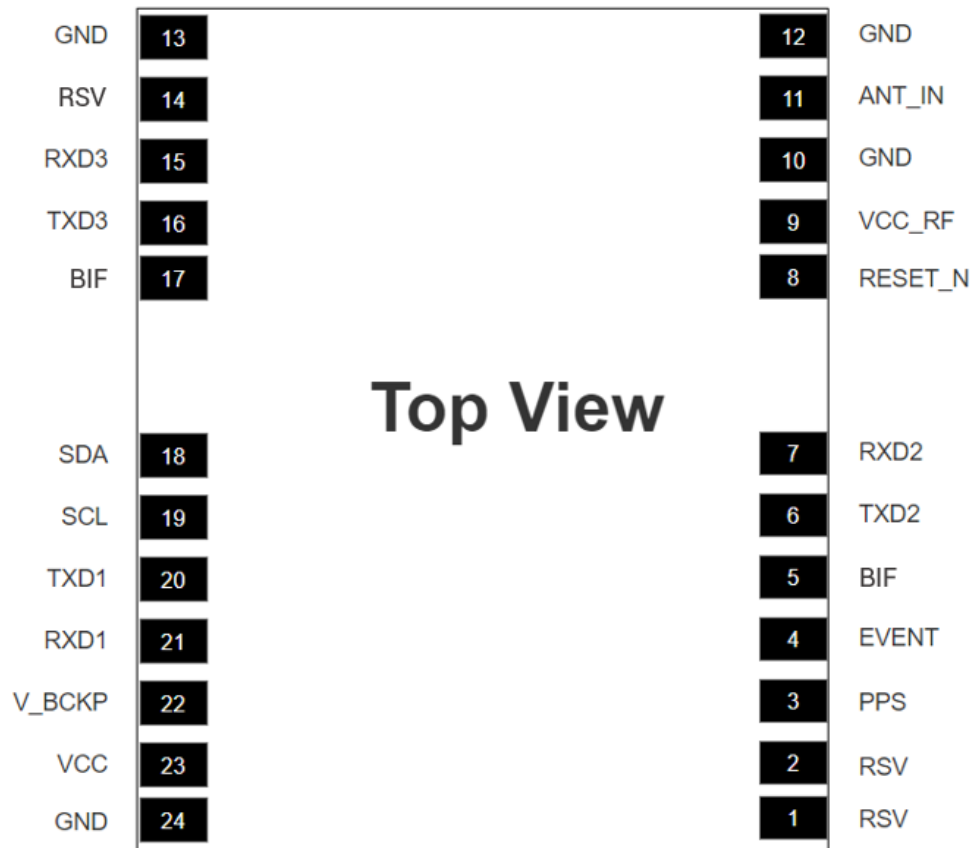 GND 13 12 GND
RSV 14 11 ANT_IN
RXD3 15 10 GND
TXD3 16 9 VCC_RF
BIF 17 8 RESET_N
Top View
SDA 18 7 RXD2
SCL 19 6 TXD2
TXD1 20 5 BIF
RXD1 21 4 EVENT
V_BCKP 22 3 PPS
VCC 23 2 RSV
GND 24 1 RSV